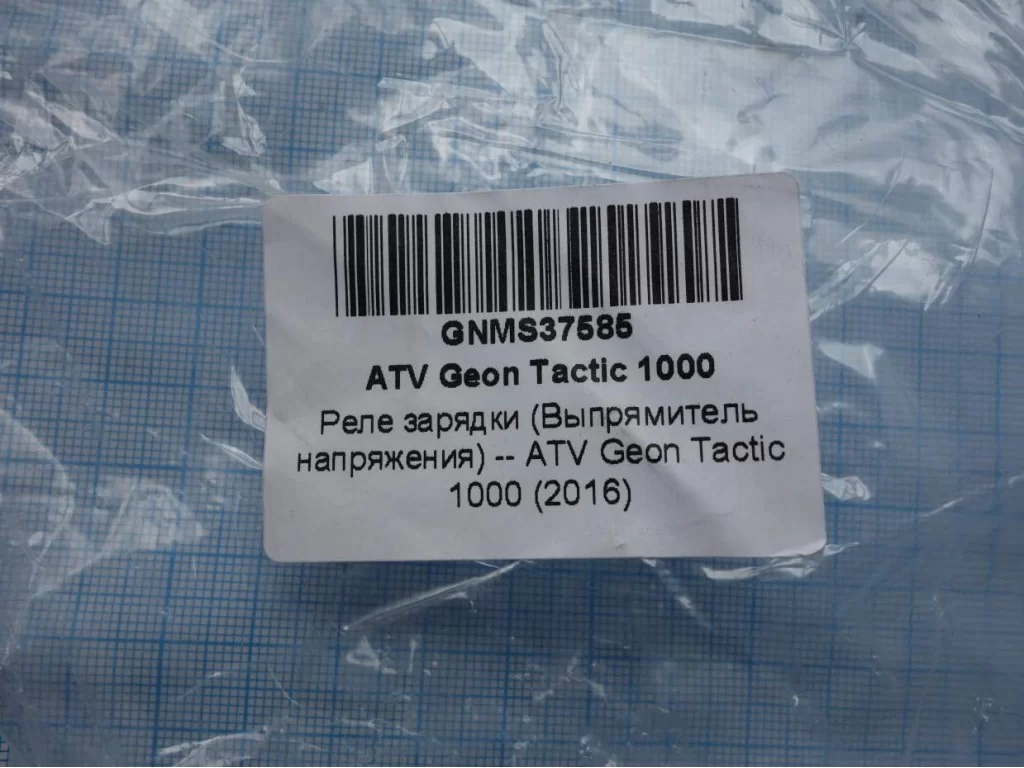 GNMS37585
ATV Geon Tactic 1000
Реле зарядки (Выпрямитель
напряжения) -- ATV Geon Tactic
1000 (2016)